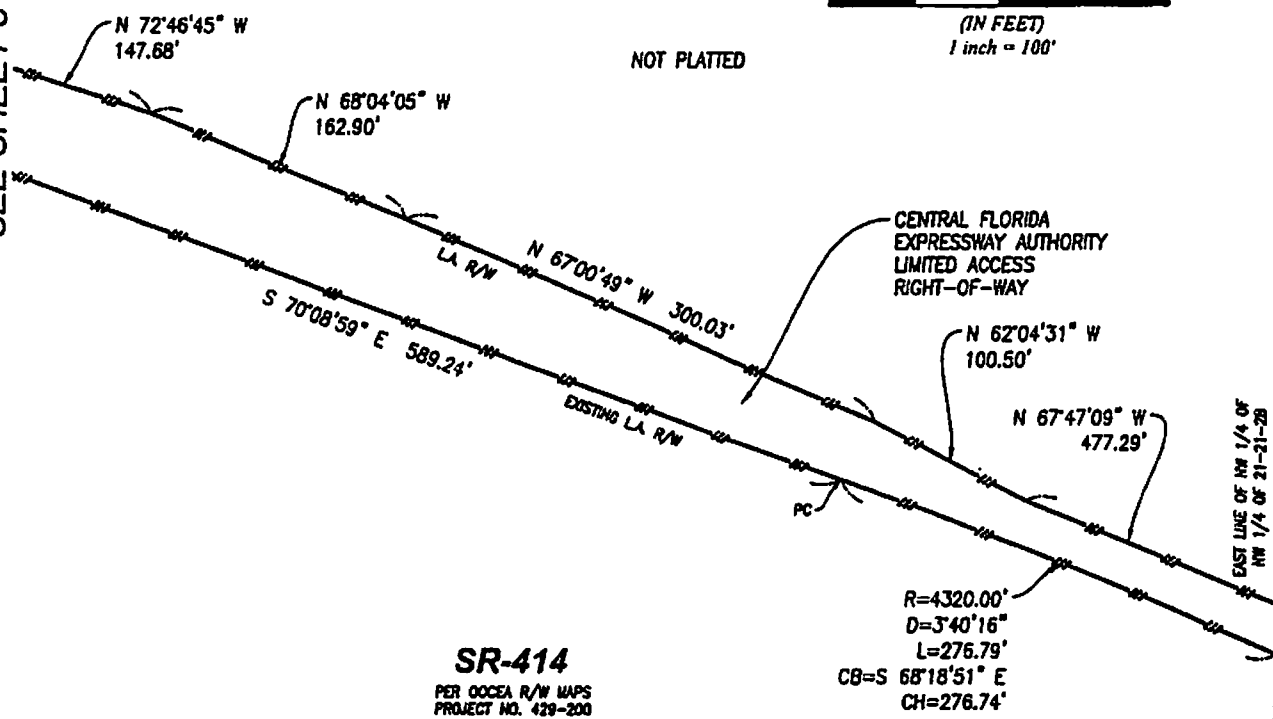 N 72°46'45" W
147.68'
NOT PLATTED
(IN FEET)
1 inch = 100'
N 68°04'05" W
162.90'
L.A. R/W
N 67°00'49" W 300.03'
CENTRAL FLORIDA
EXPRESSWAY AUTHORITY
LIMITED ACCESS
RIGHT-OF-WAY
S 70°08'59" E 589.24'
EXISTING L.A. R/W
N 62°04'31" W
100.50'
N 67°47'09" W
477.29'
EAST LINE OF NW 1/4 OF
NW 1/4 OF 21-21-28
PC
R=4320.00'
D=3°40'16"
L=276.79'
CB=S 68°18'51" E
CH=276.74'
SR-414
PER OOCEA R/W MAPS
PROJECT NO. 429-200